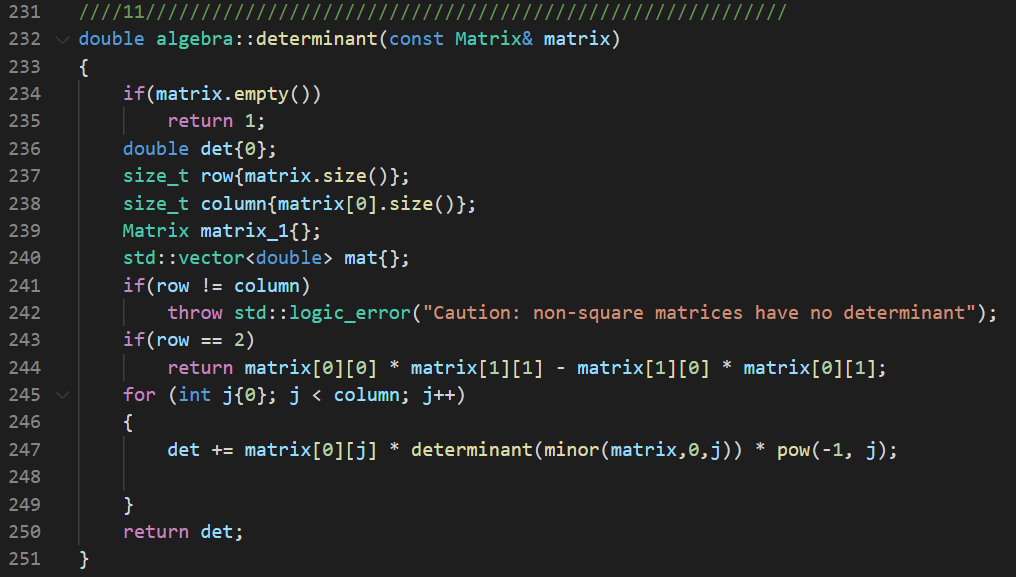 231 ////11//////////////////////////////////////////////////////////
232 double algebra::determinant(const Matrix& matrix)
233 {
234     if(matrix.empty())
235         return 1;
236     double det{0};
237     size_t row{matrix.size()};
238     size_t column{matrix[0].size()};
239     Matrix matrix_1{};
240     std::vector<double> mat{};
241     if(row != column)
242         throw std::logic_error("Caution: non-square matrices have no determinant");
243     if(row == 2)
244         return matrix[0][0] * matrix[1][1] - matrix[1][0] * matrix[0][1];
245     for (int j{0}; j < column; j++)
246     {
247         det += matrix[0][j] * determinant(minor(matrix,0,j)) * pow(-1, j);
248
249     }
250     return det;
251 }